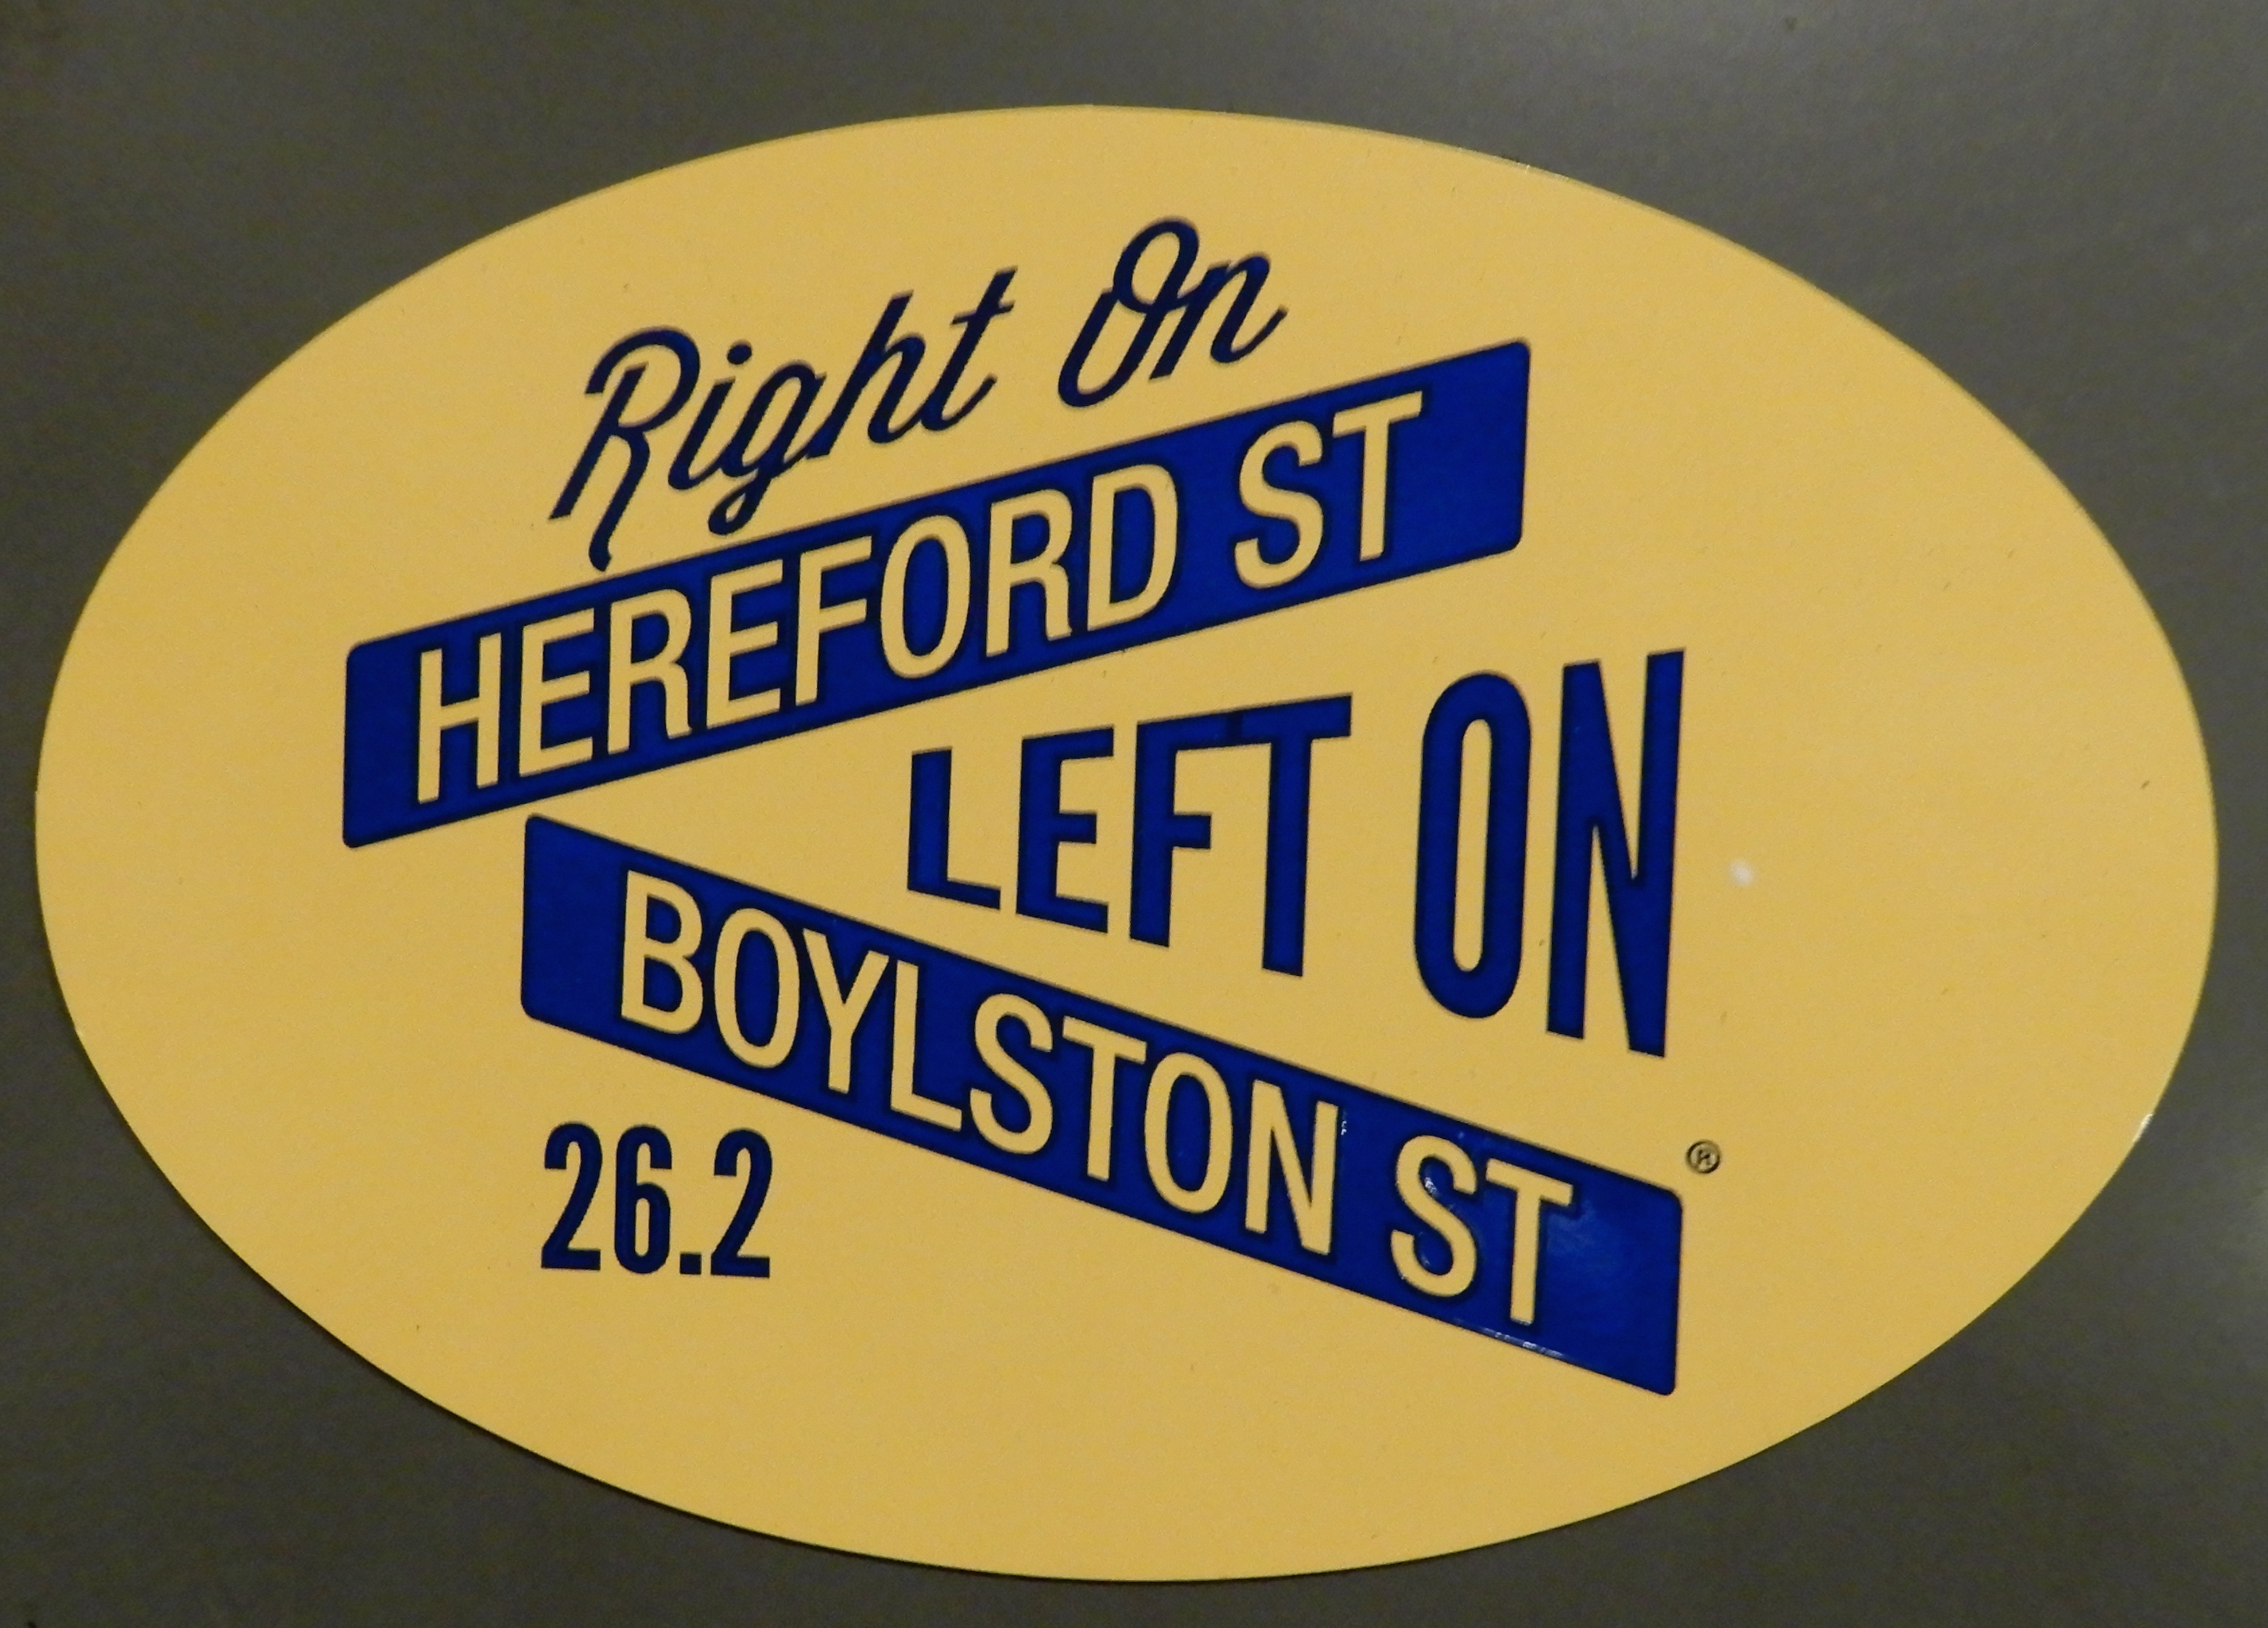 Right On
HEREFORD ST
LEFT ON
BOYLSTON ST
®
26.2